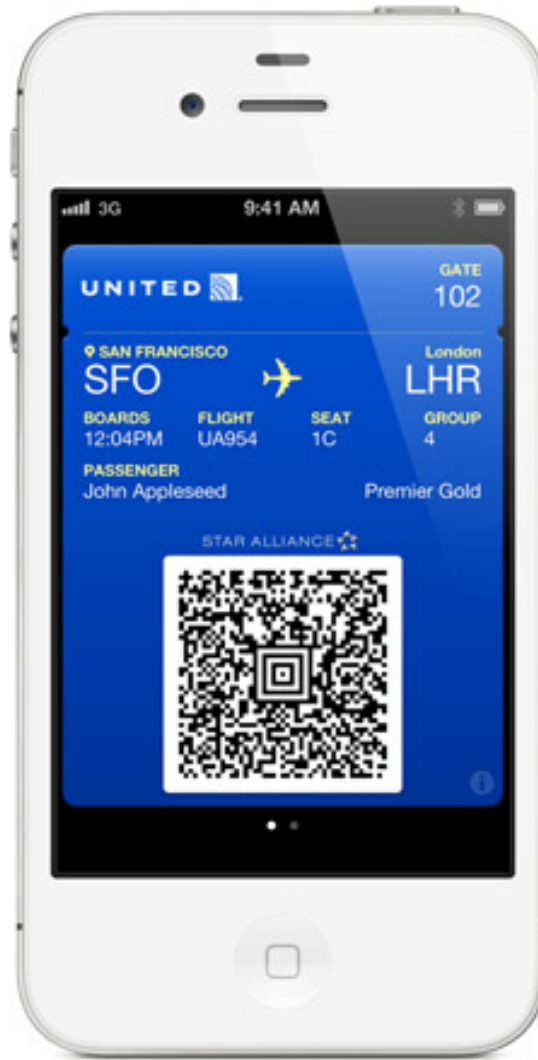 3G 9:41 AM
UNITED GATE
102
SAN FRANCISCO London
SFO LHR
BOARDS FLIGHT SEAT GROUP
12:04PM UA954 1C 4
PASSENGER
John Appleseed Premier Gold
STAR ALLIANCE